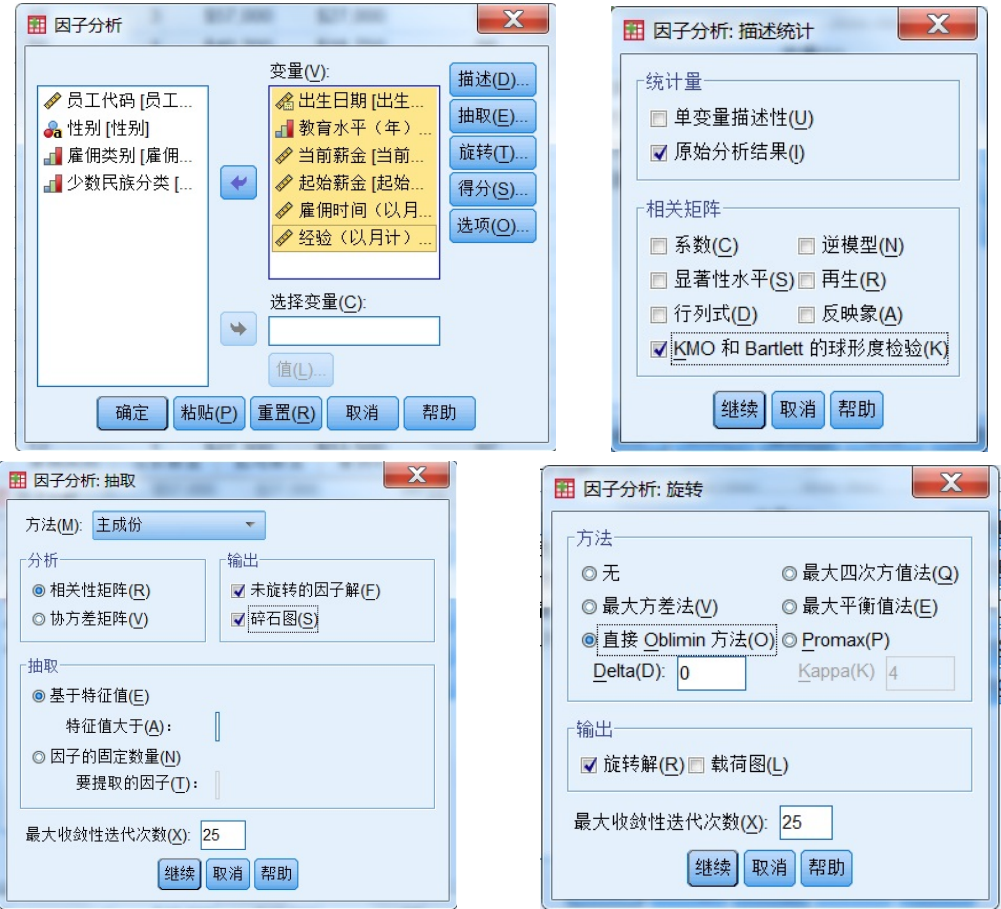 因子分析
变量(V):
员工代码 [员工...
性别 [性别]
雇佣类别 [雇佣...
少数民族分类 [...
出生日期 [出生...
教育水平（年）...
当前薪金 [当前...
起始薪金 [起始...
雇佣时间（以月...
经验（以月计）...
选择变量(C):
值(L)...
描述(D)...
抽取(E)...
旋转(T)...
得分(S)...
选项(O)...
确定 粘贴(P) 重置(R) 取消 帮助
因子分析: 描述统计
统计量
单变量描述性(U)
原始分析结果(I)
相关矩阵
系数(C) 逆模型(N)
显著性水平(S) 再生(R)
行列式(D) 反映象(A)
KMO 和 Bartlett 的球形度检验(K)
继续 取消 帮助
因子分析: 抽取
方法(M): 主成份
分析
相关性矩阵(R)
协方差矩阵(V)
输出
未旋转的因子解(F)
碎石图(S)
抽取
基于特征值(E)
特征值大于(A)：
因子的固定数量(N)
要提取的因子(T)：
最大收敛性迭代次数(X): 25
继续 取消 帮助
因子分析: 旋转
方法
无 最大四次方值法(Q)
最大方差法(V) 最大平衡值法(E)
直接 Oblimin 方法(O) Promax(P)
Delta(D): 0 Kappa(K) 4
输出
旋转解(R) 载荷图(L)
最大收敛性迭代次数(X): 25
继续 取消 帮助